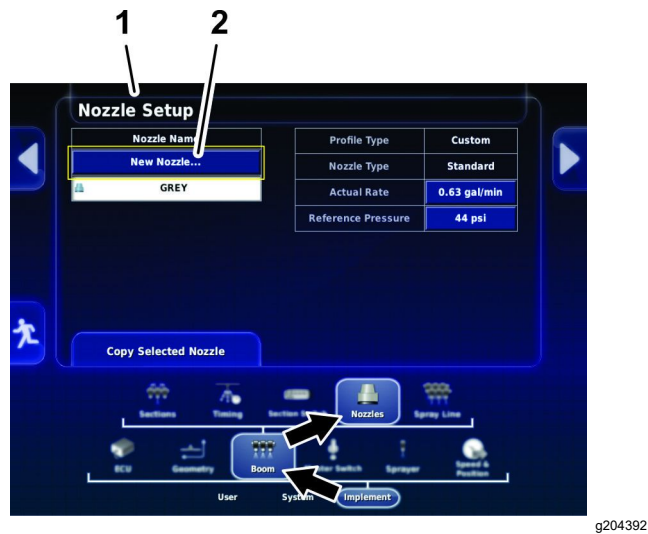 1 2
Nozzle Setup
Nozzle Name
New Nozzle...
GREY
Profile Type Custom
Nozzle Type Standard
Actual Rate 0.63 gal/min
Reference Pressure 44 psi
Copy Selected Nozzle
Sections Timing Section Nozzles Spray Line
ECU Geometry Boom Switch Sprayer Speed & Position
User System Implement
g204392